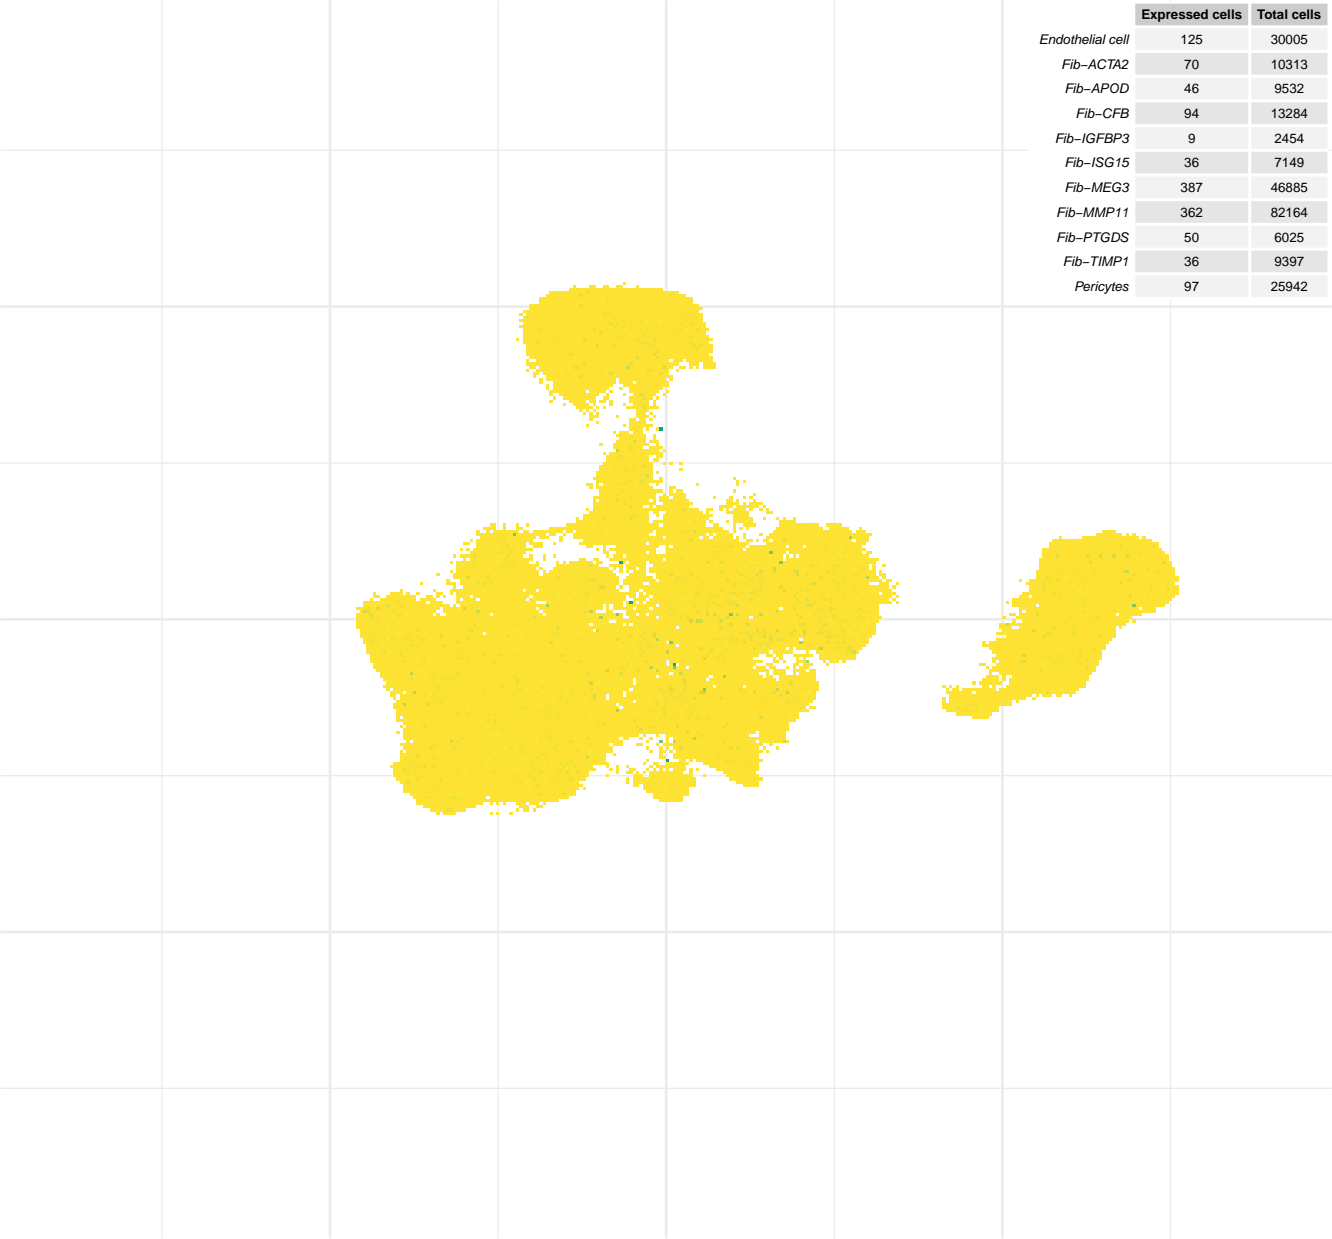 Expressed cells Total cells
Endothelial cell 125 30005
Fib−ACTA2 70 10313
Fib−APOD 46 9532
Fib−CFB 94 13284
Fib−IGFBP3 9 2454
Fib−ISG15 36 7149
Fib−MEG3 387 46885
Fib−MMP11 362 82164
Fib−PTGDS 50 6025
Fib−TIMP1 36 9397
Pericytes 97 25942